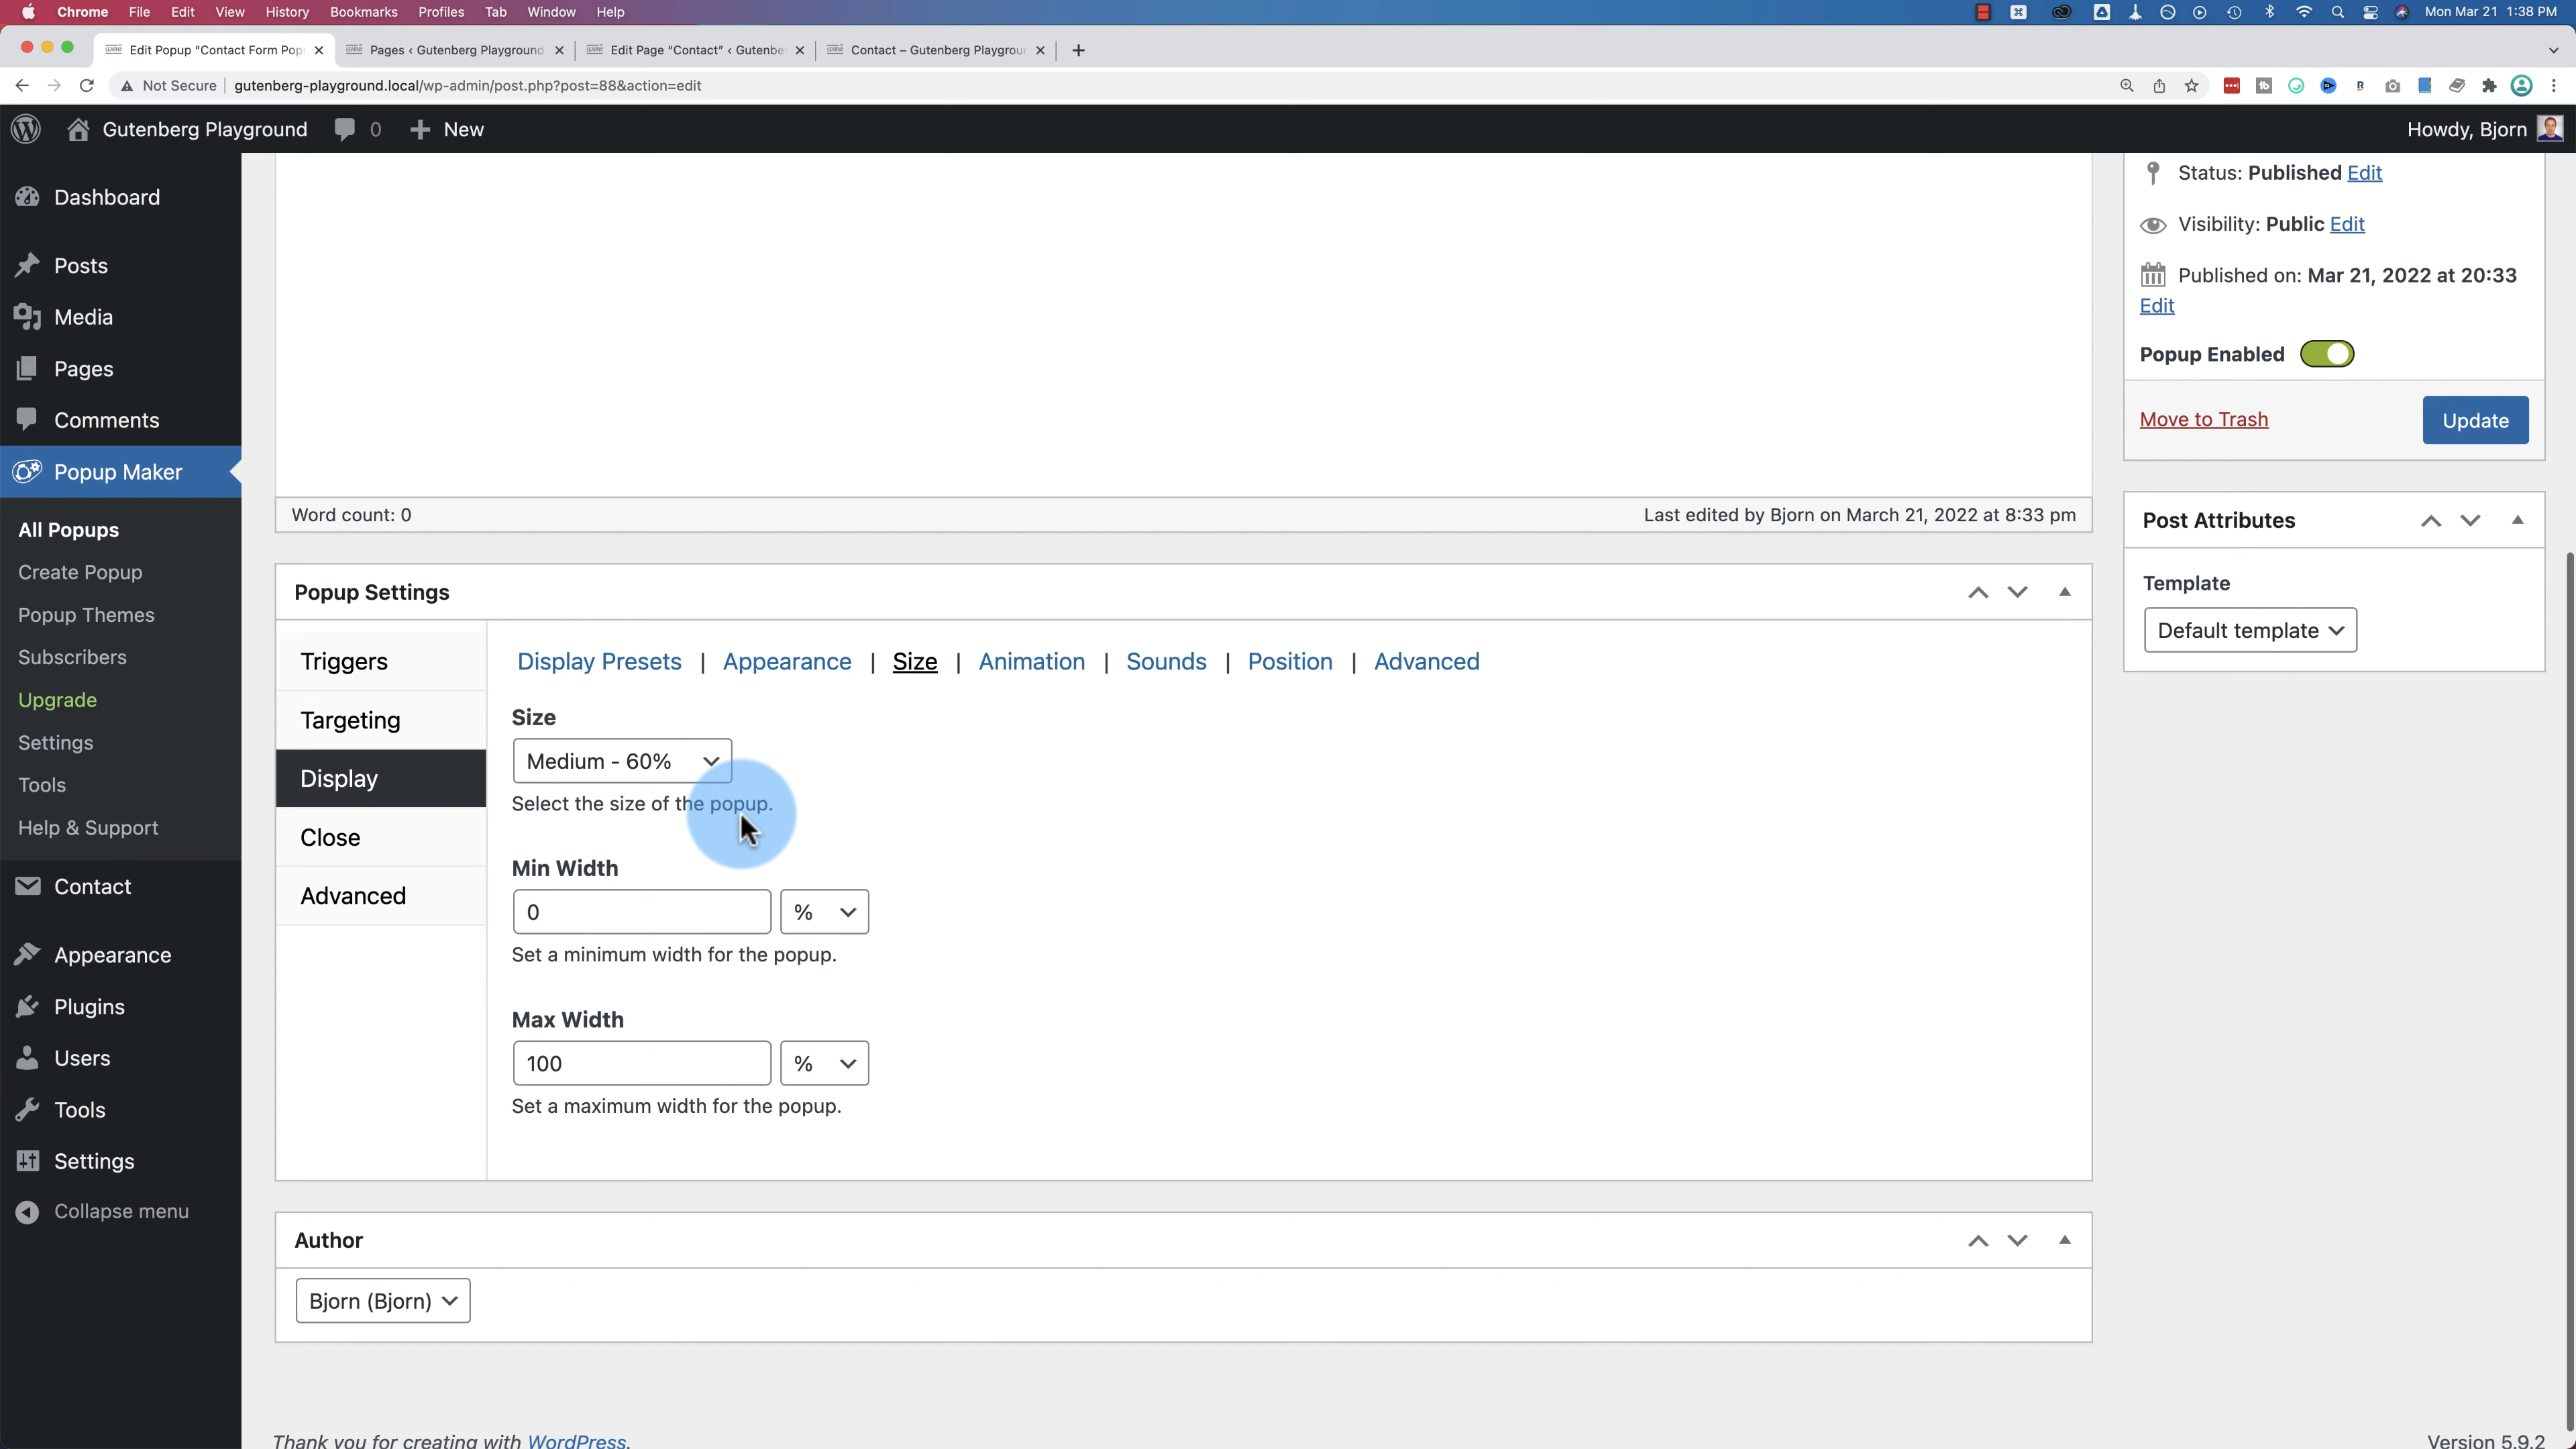 Chrome File Edit View History Bookmarks Profiles Tab Window Help Mon Mar 21 1:38 PM
Edit Popup “Contact Form Pop Pages ‹ Gutenberg Playground Edit Page “Contact” ‹ Gutenbe Contact – Gutenberg Playgrour
Not Secure gutenberg-playground.local/wp-admin/post.php?post=88&action=edit
Gutenberg Playground 0 New Howdy, Bjorn
Dashboard
Posts
Media
Pages
Comments
Popup Maker
All Popups
Create Popup
Popup Themes
Subscribers
Upgrade
Settings
Tools
Help & Support
Contact
Appearance
Plugins
Users
Tools
Settings
Collapse menu
Word count: 0 Last edited by Bjorn on March 21, 2022 at 8:33 pm
Popup Settings
Triggers
Targeting
Display
Close
Advanced
Display Presets | Appearance | Size | Animation | Sounds | Position | Advanced
Size
Medium - 60%
Select the size of the popup.
Min Width
0 %
Set a minimum width for the popup.
Max Width
100 %
Set a maximum width for the popup.
Author
Bjorn (Bjorn)
Status: Published Edit
Visibility: Public Edit
Published on: Mar 21, 2022 at 20:33
Edit
Popup Enabled
Move to Trash Update
Post Attributes
Template
Default template
Thank you for creating with WordPress. Version 5.9.2